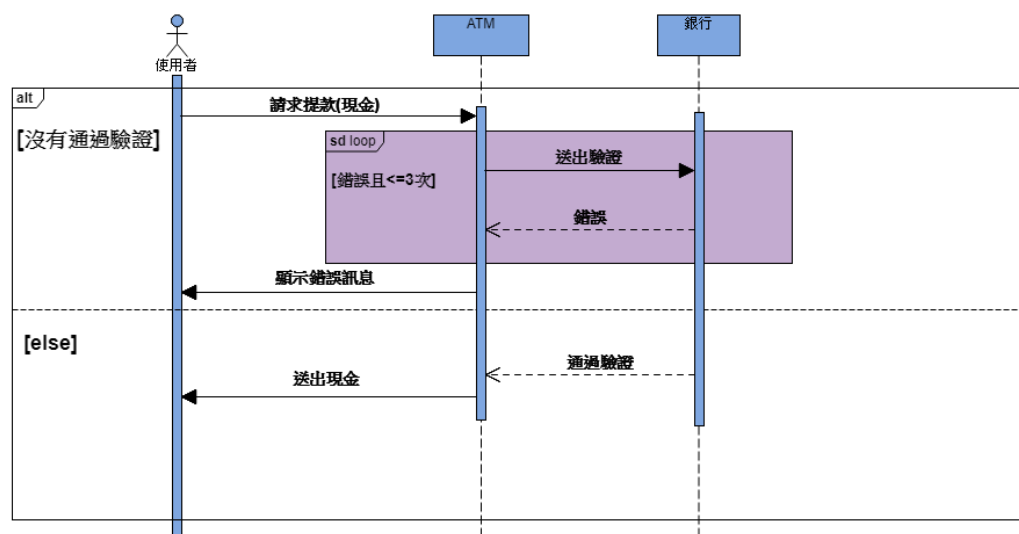 ATM
銀行
使用者
alt
請求提款(現金)
[沒有通過驗證]
sd loop
送出驗證
[錯誤且<=3次]
錯誤
顯示錯誤訊息
[else]
通過驗證
送出現金